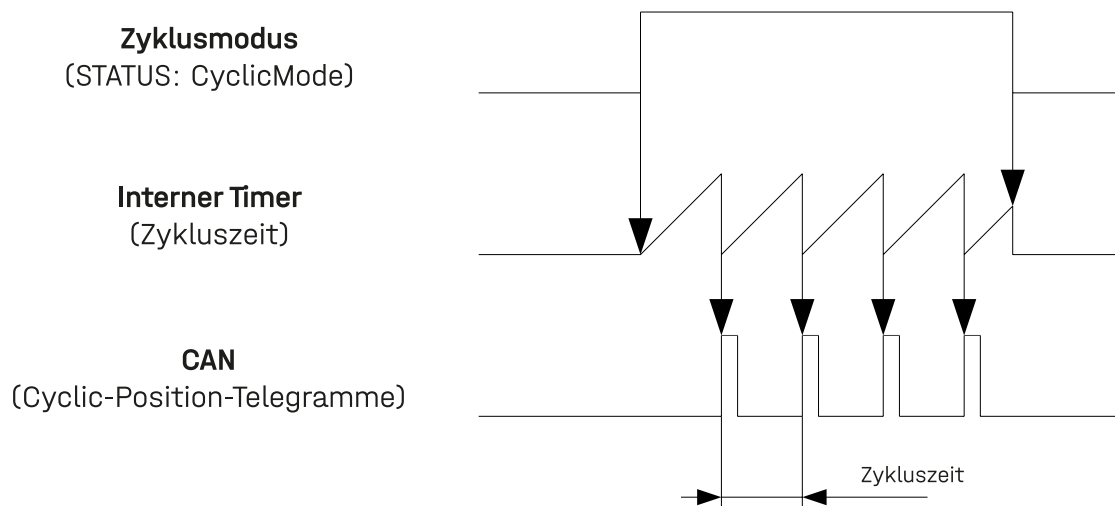 Zyklusmodus
(STATUS: CyclicMode)
Interner Timer
(Zykluszeit)
CAN
(Cyclic-Position-Telegramme)
Zykluszeit